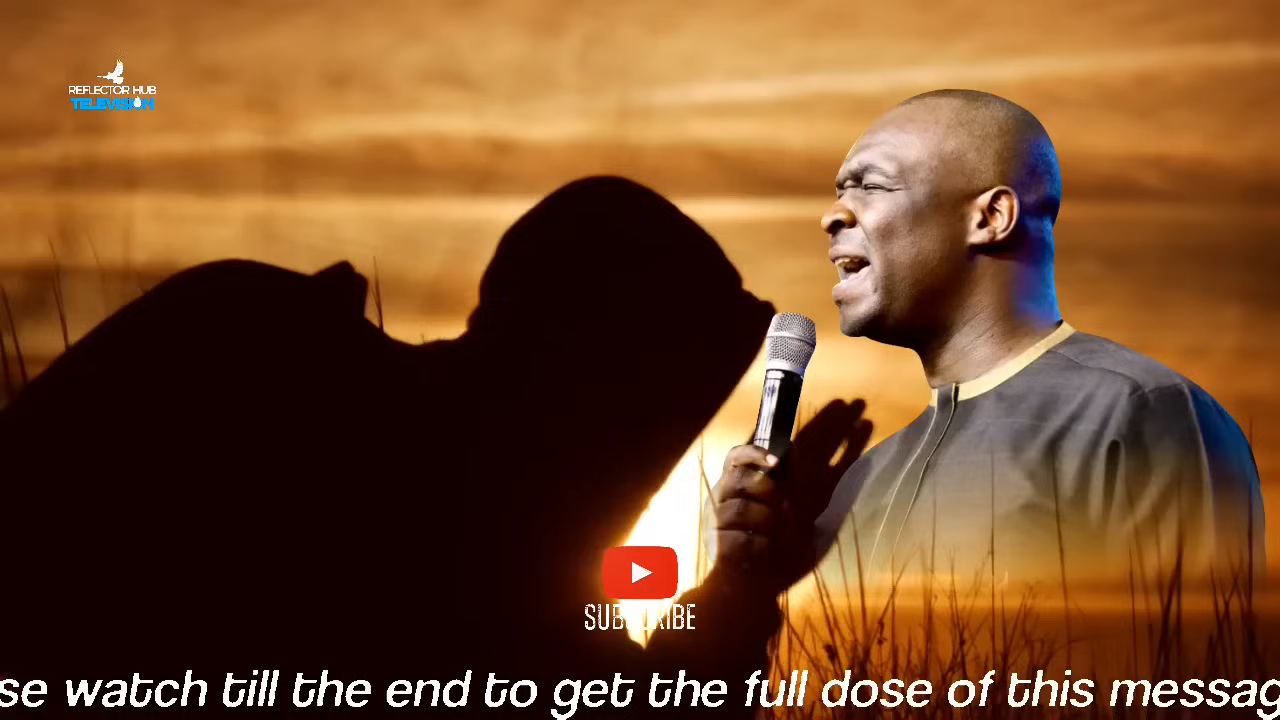 REFLECTOR HUB
TELEVISION
SUBSCRIBE
se watch till the end to get the full dose of this messag